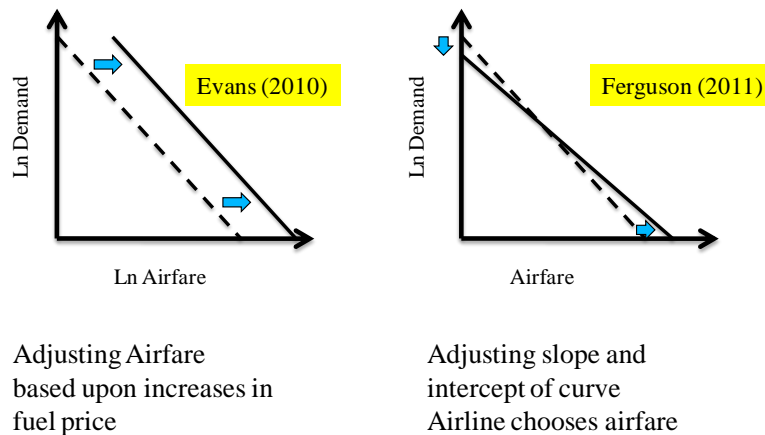 Ln Demand
Evans (2010)
Ln Airfare
Adjusting Airfare
based upon increases in
fuel price
Ln Demand
Ferguson (2011)
Airfare
Adjusting slope and
intercept of curve
Airline chooses airfare